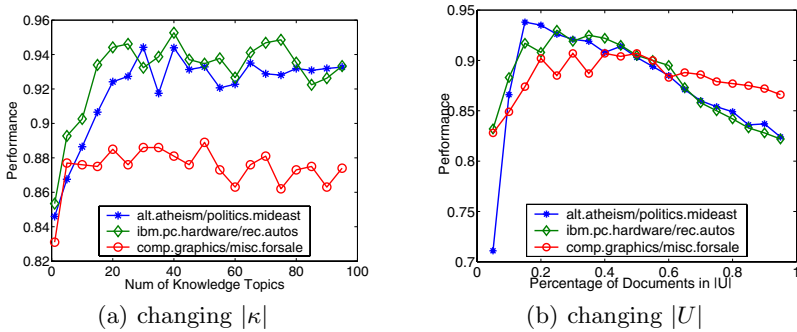 0.96
0.94
0.92
0.9
0.88
0.86
0.84
0.82
Performance
0 20 40 60 80 100
Num of Knowledge Topics
alt.atheism/politics.mideast
ibm.pc.hardware/rec.autos
comp.graphics/misc.forsale
(a) changing |κ|
0.95
0.9
0.85
0.8
0.75
0.7
Performance
0 0.2 0.4 0.6 0.8 1
Percentage of Documents in |U|
alt.atheism/politics.mideast
ibm.pc.hardware/rec.autos
comp.graphics/misc.forsale
(b) changing |U|